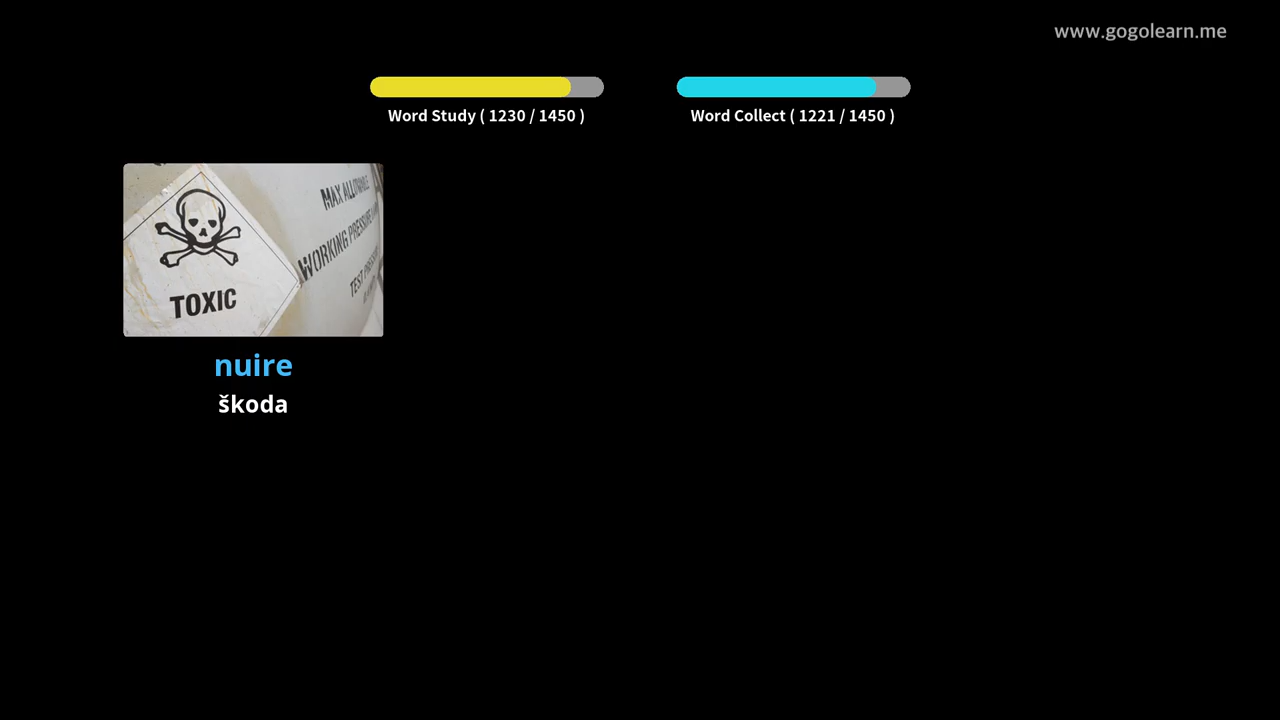 www.gogolearn.me
Word Study ( 1230 / 1450 )
Word Collect ( 1221 / 1450 )
MAX ALLOWABLE
WORKING PRESSURE
TEST PRESSURE
TOXIC
nuire
škoda